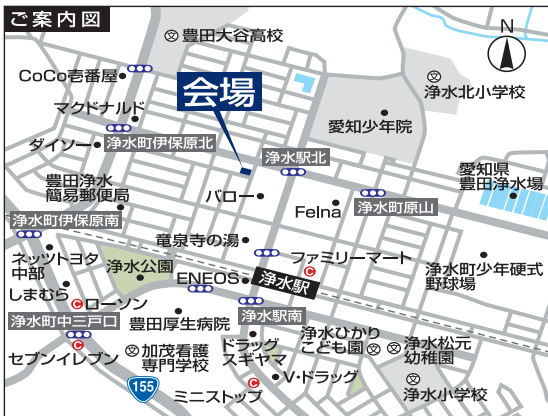 ご案内図
豊田大谷高校
N
CoCo壱番屋
会場
浄水北小学校
マクドナルド
愛知少年院
ダイソー
浄水町伊保原北
浄水駅北
愛知県
豊田浄水場
豊田浄水
簡易郵便局
バロー
Felna
浄水町原山
浄水町伊保原南
竜泉寺の湯
ネッツトヨタ
中部
浄水公園
ファミリーマート
浄水町少年硬式
野球場
ENEOS
浄水駅
しまむら
ローソン
浄水駅南
浄水町中三戸口
豊田厚生病院
ドラッグ
スギヤマ
浄水ひかり
こども園
浄水松元
幼稚園
セブンイレブン
加茂看護
専門学校
V・ドラッグ
155
ミニストップ
浄水小学校